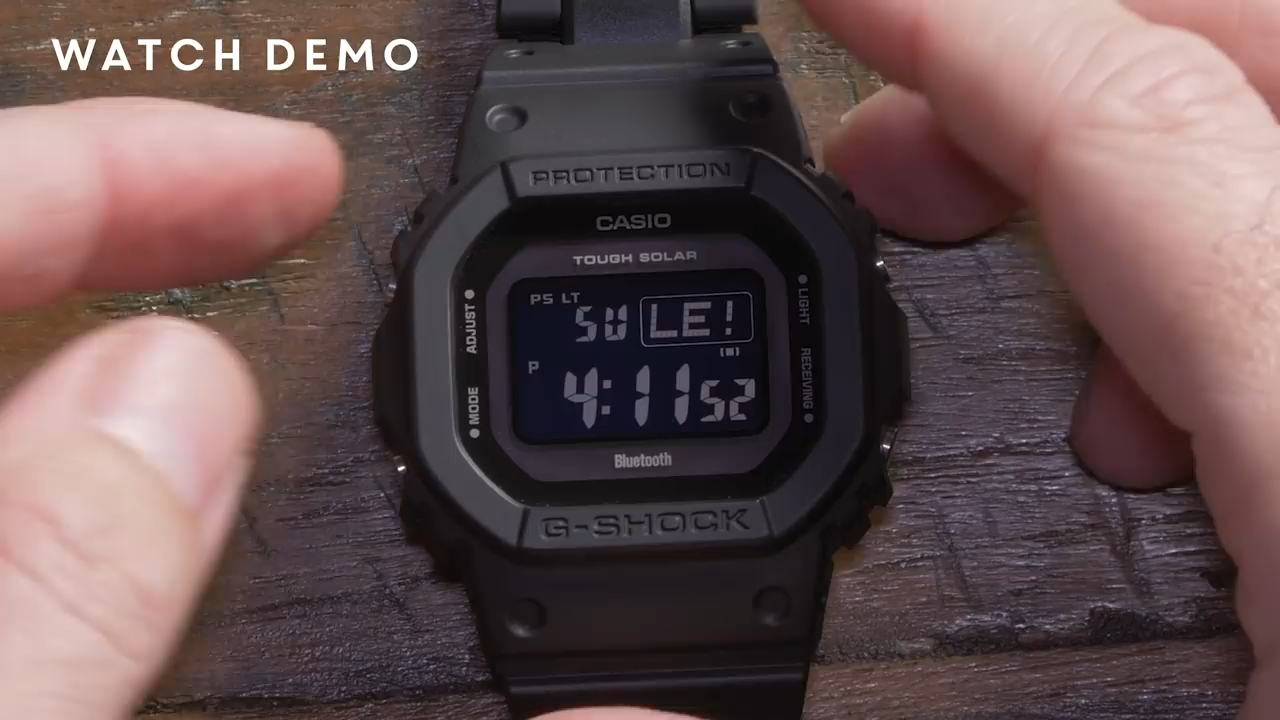 WATCH DEMO
PROTECTION
CASIO
TOUGH SOLAR
PS LT
SU LE!
P 4:11 52
ADJUST
MODE
LIGHT
RECEIVING
Bluetooth
G-SHOCK